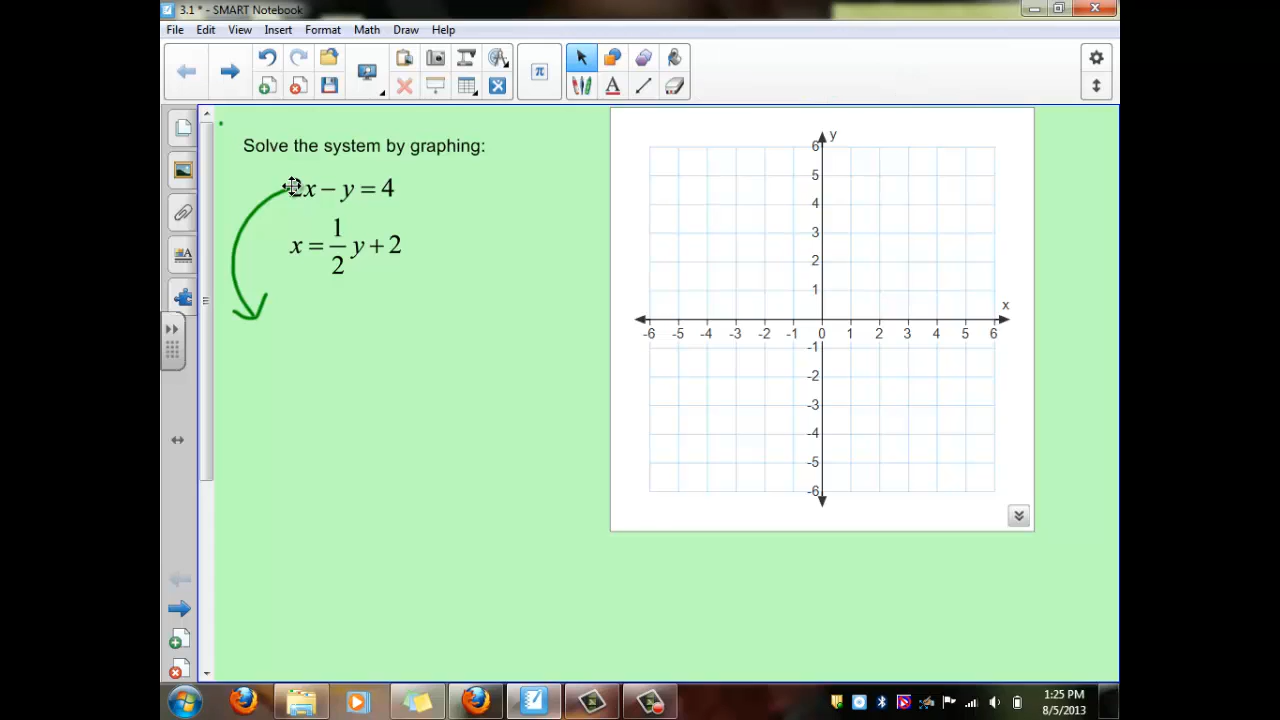 3.1 * - SMART Notebook
File Edit View Insert Format Math Draw Help
π
A
Solve the system by graphing:
2x − y = 4
x = 1/2 y + 2
y
6
5
4
3
2
1
x
-6 -5 -4 -3 -2 -1 0 1 2 3 4 5 6
-1
-2
-3
-4
-5
-6
1:25 PM
8/5/2013